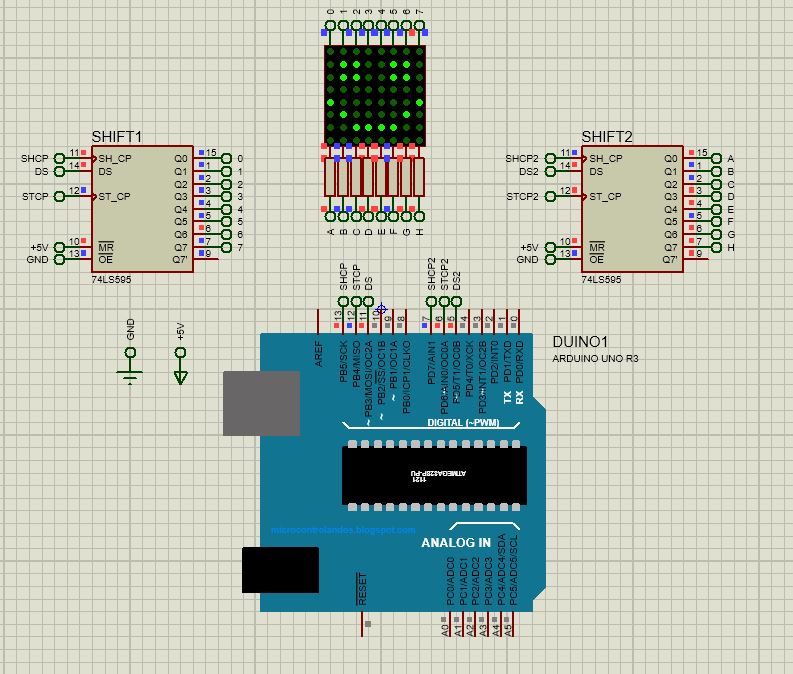 0 1 2 3 4 5 6 7
SHIFT1
SHCP 11 SH_CP Q0 15 0
DS 14 DS Q1 1 1
Q2 2 2
STCP 12 ST_CP Q3 3 3
Q4 4 4
Q5 5 5
Q6 6 6
+5V 10 MR Q7 7 7
GND 13 OE Q7' 9
74LS595
SHIFT2
SHCP2 11 SH_CP Q0 15 A
DS2 14 DS Q1 1 B
Q2 2 C
STCP2 12 ST_CP Q3 3 D
Q4 4 E
Q5 5 F
Q6 6 G
+5V 10 MR Q7 7 H
GND 13 OE Q7' 9
74LS595
A B C D E F G H
SHCP STCP DS SHCP2 STCP2 DS2
13 12 11 10 9 8 7 6 5 4 3 2 1 0
GND
+5V
DUINO1
ARDUINO UNO R3
AREF
PB5/SCK
PB4/MISO
PB3/MOSI/OC2A
PB2/SS/OC1B
PB1/OC1A
PB0/ICP1/CLKO
PD7/AIN1
PD6/AIN0/OC0A
PD5/T1/OC0B
PD4/T0/XCK
PD3/INT1/OC2B
PD2/INT0
PD1/TXD
PD0/RXD
~ ~ ~ ~ ~ ~
TX
RX
DIGITAL (~PWM)
ATMEGA328P-PU
1121
microcontrolandos.blogspot.com
ANALOG IN
RESET
PC0/ADC0
PC1/ADC1
PC2/ADC2
PC3/ADC3
PC4/ADC4/SDA
PC5/ADC5/SCL
A0 A1 A2 A3 A4 A5